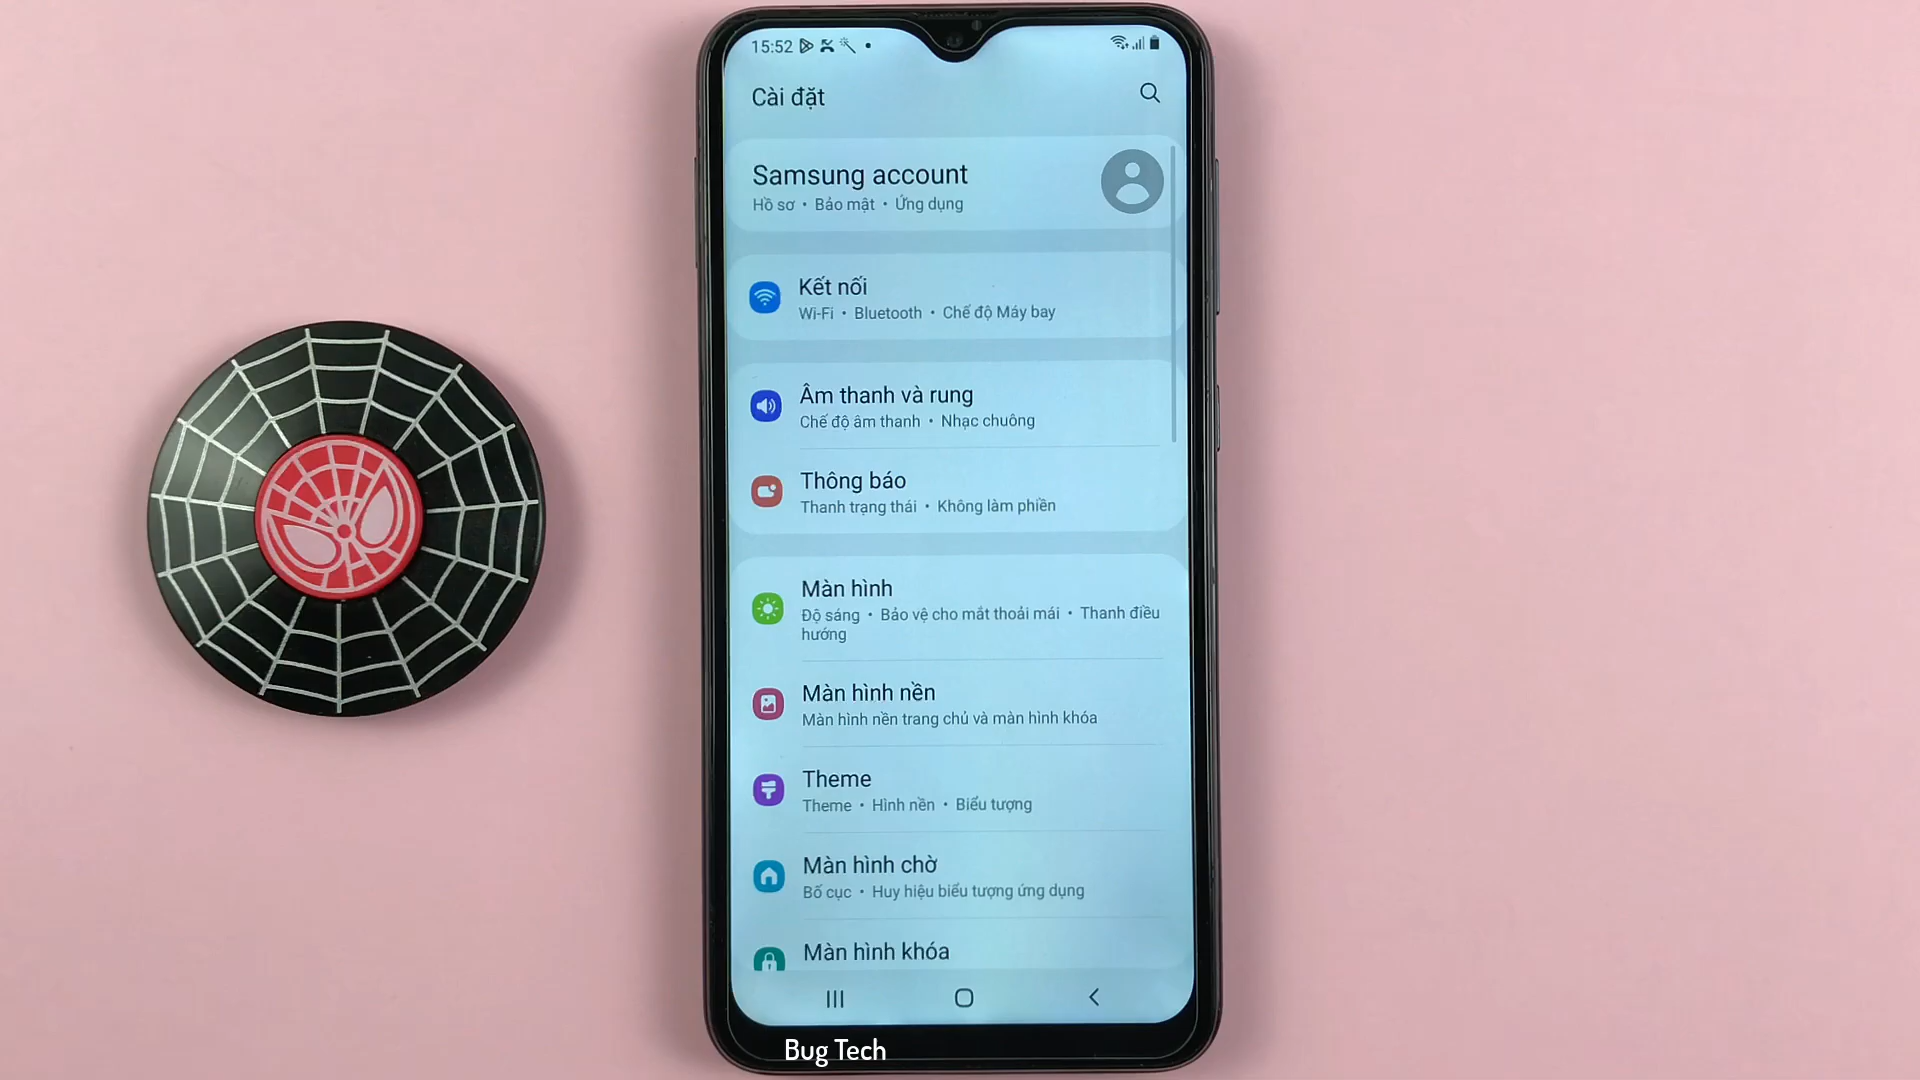 15:52
Cài đặt
Samsung account
Hồ sơ • Bảo mật • Ứng dụng
Kết nối
Wi-Fi • Bluetooth • Chế độ Máy bay
Âm thanh và rung
Chế độ âm thanh • Nhạc chuông
Thông báo
Thanh trạng thái • Không làm phiền
Màn hình
Độ sáng • Bảo vệ cho mắt thoải mái • Thanh điều
hướng
Màn hình nền
Màn hình nền trang chủ và màn hình khóa
Theme
Theme • Hình nền • Biểu tượng
Màn hình chờ
Bố cục • Huy hiệu biểu tượng ứng dụng
Màn hình khóa
Bug Tech